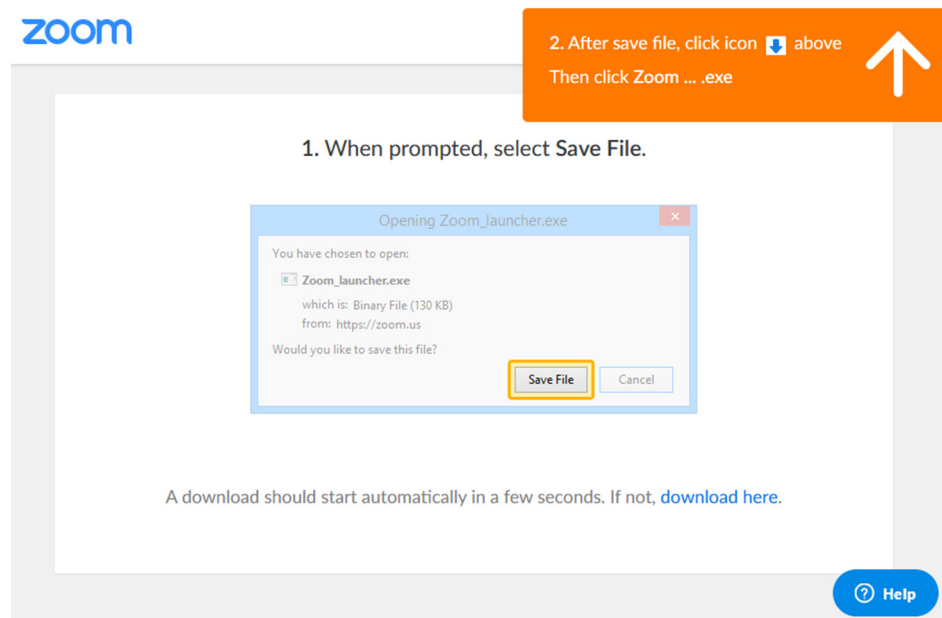 zoom
2. After save file, click icon above
Then click Zoom ... .exe
1. When prompted, select Save File.
Opening Zoom_launcher.exe
You have chosen to open:
Zoom_launcher.exe
which is: Binary File (130 KB)
from: https://zoom.us
Would you like to save this file?
Save File Cancel
A download should start automatically in a few seconds. If not, download here.
Help